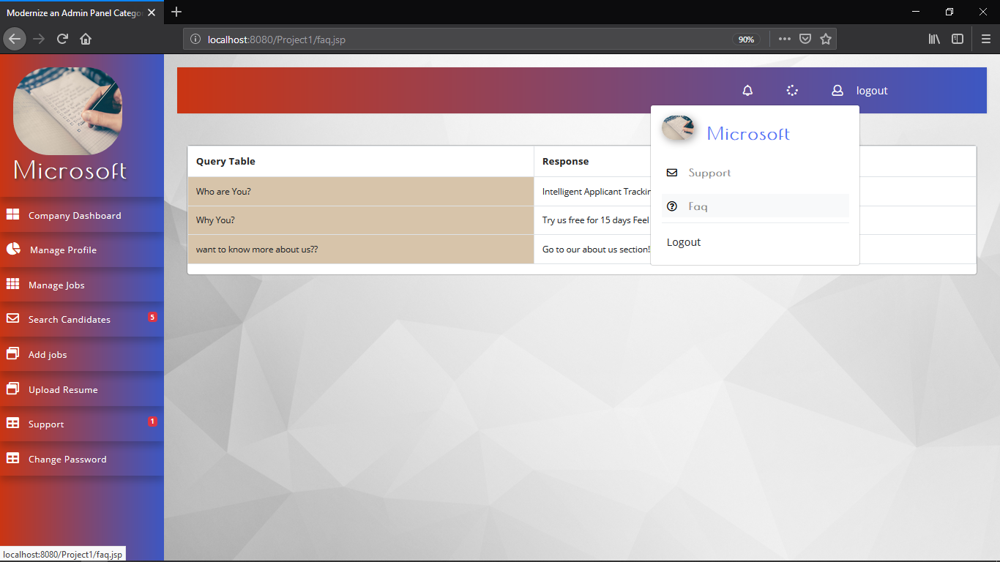 Modernize an Admin Panel Catego
localhost:8080/Project1/faq.jsp
90%
Microsoft
Company Dashboard
Manage Profile
Manage Jobs
Search Candidates 5
Add jobs
Upload Resume
Support 1
Change Password
logout
Microsoft
Support
Faq
Logout
Query Table Response
Who are You? Intelligent Applicant Trackin
Why You? Try us free for 15 days Feel
want to know more about us?? Go to our about us section!
localhost:8080/Project1/faq.jsp